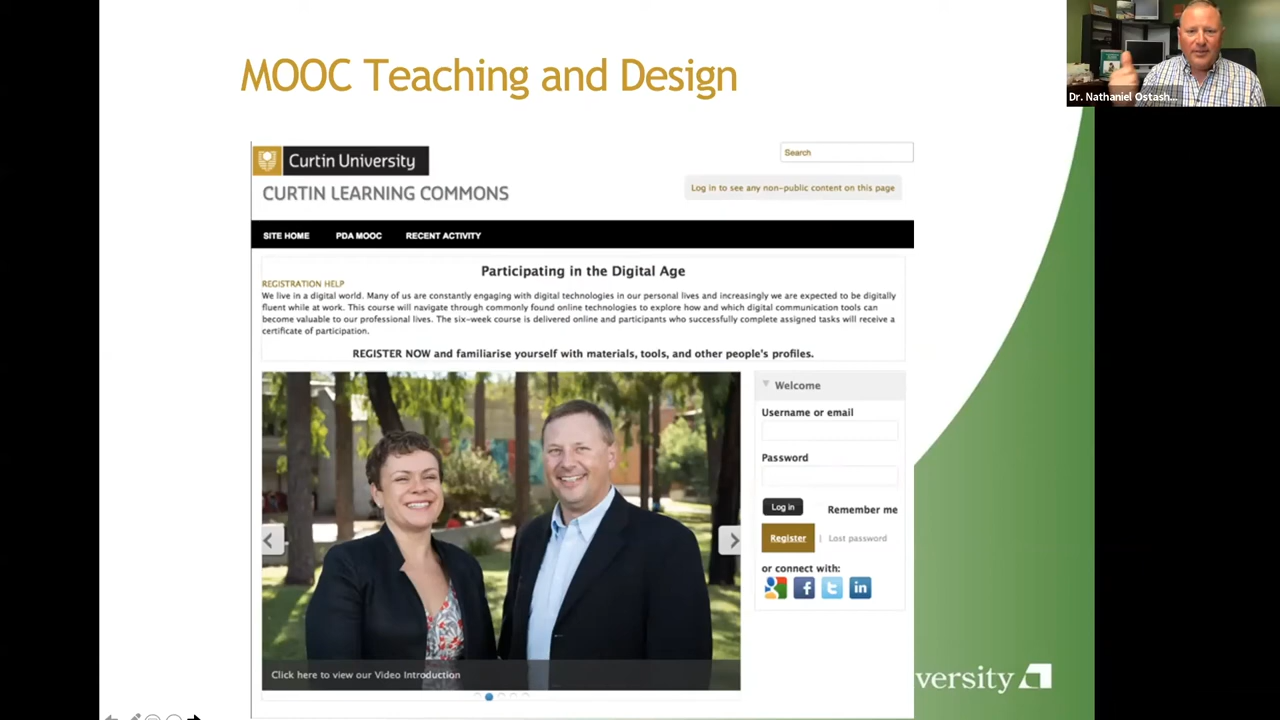 MOOC Teaching and Design
Dr. Nathaniel Ostash...
Curtin University
Search
CURTIN LEARNING COMMONS
Log in to see any non-public content on this page
SITE HOME PDA MOOC RECENT ACTIVITY
Participating in the Digital Age
REGISTRATION HELP
We live in a digital world. Many of us are constantly engaging with digital technologies in our personal lives and increasingly we are expected to be digitally
fluent while at work. This course will navigate through commonly found online technologies to explore how and which digital communication tools can
become valuable to our professional lives. The six-week course is delivered online and participants who successfully complete assigned tasks will receive a
certificate of participation.
REGISTER NOW and familiarise yourself with materials, tools, and other people's profiles.
Welcome
Username or email
Password
Log in Remember me
Register | Lost password
or connect with:
f t in
Click here to view our Video Introduction
versity